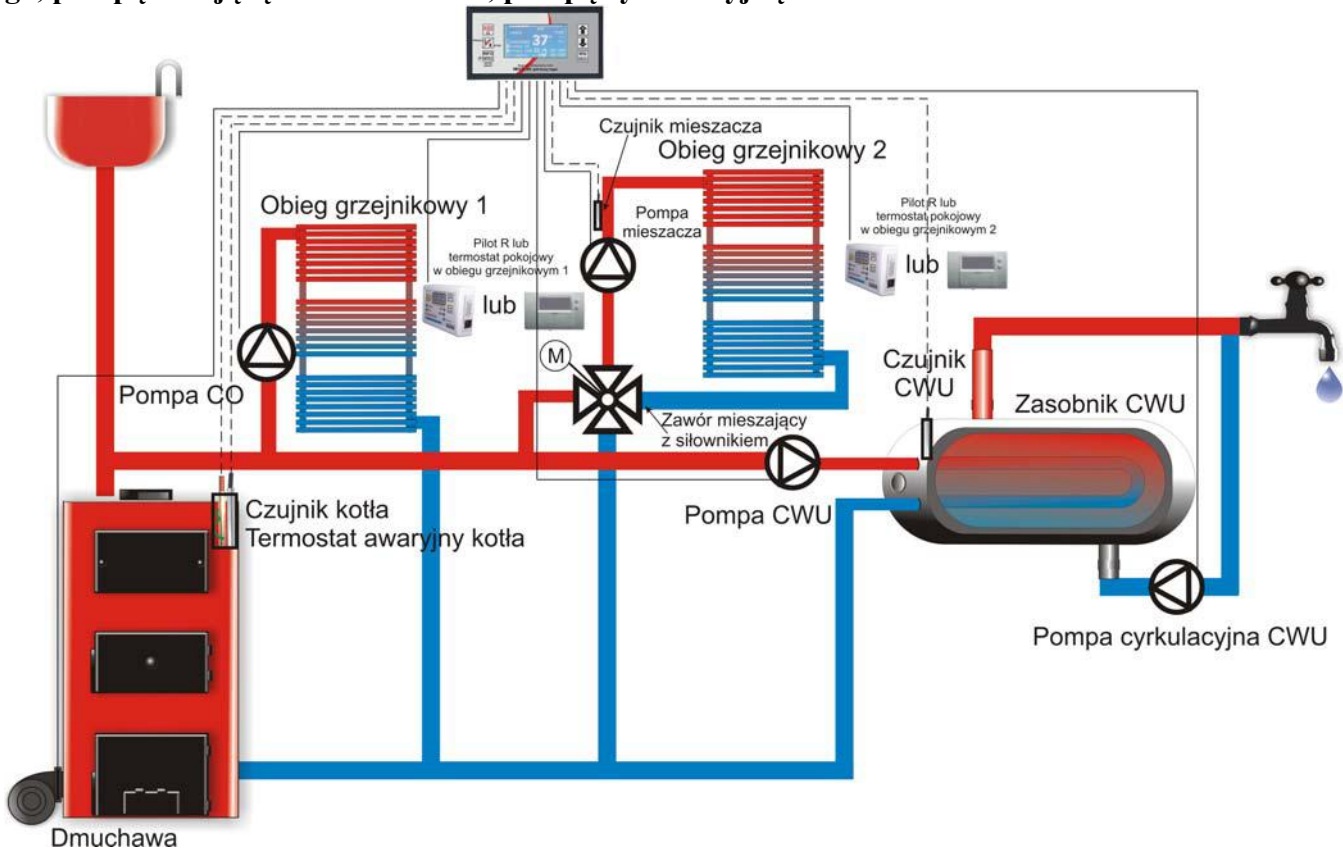 37
Czujnik mieszacza
Obieg grzejnikowy 2
Obieg grzejnikowy 1
Pompa
mieszacza
Pilot R lub
termostat pokojowy
w obiegu grzejnikowym 2
lub
Pilot R lub
termostat pokojowy
w obiegu grzejnikowym 1
lub
M
Pompa CO
Czujnik
CWU
Zasobnik CWU
Zawór mieszający
z siłownikiem
Pompa CWU
Czujnik kotła
Termostat awaryjny kotła
Pompa cyrkulacyjna CWU
Dmuchawa